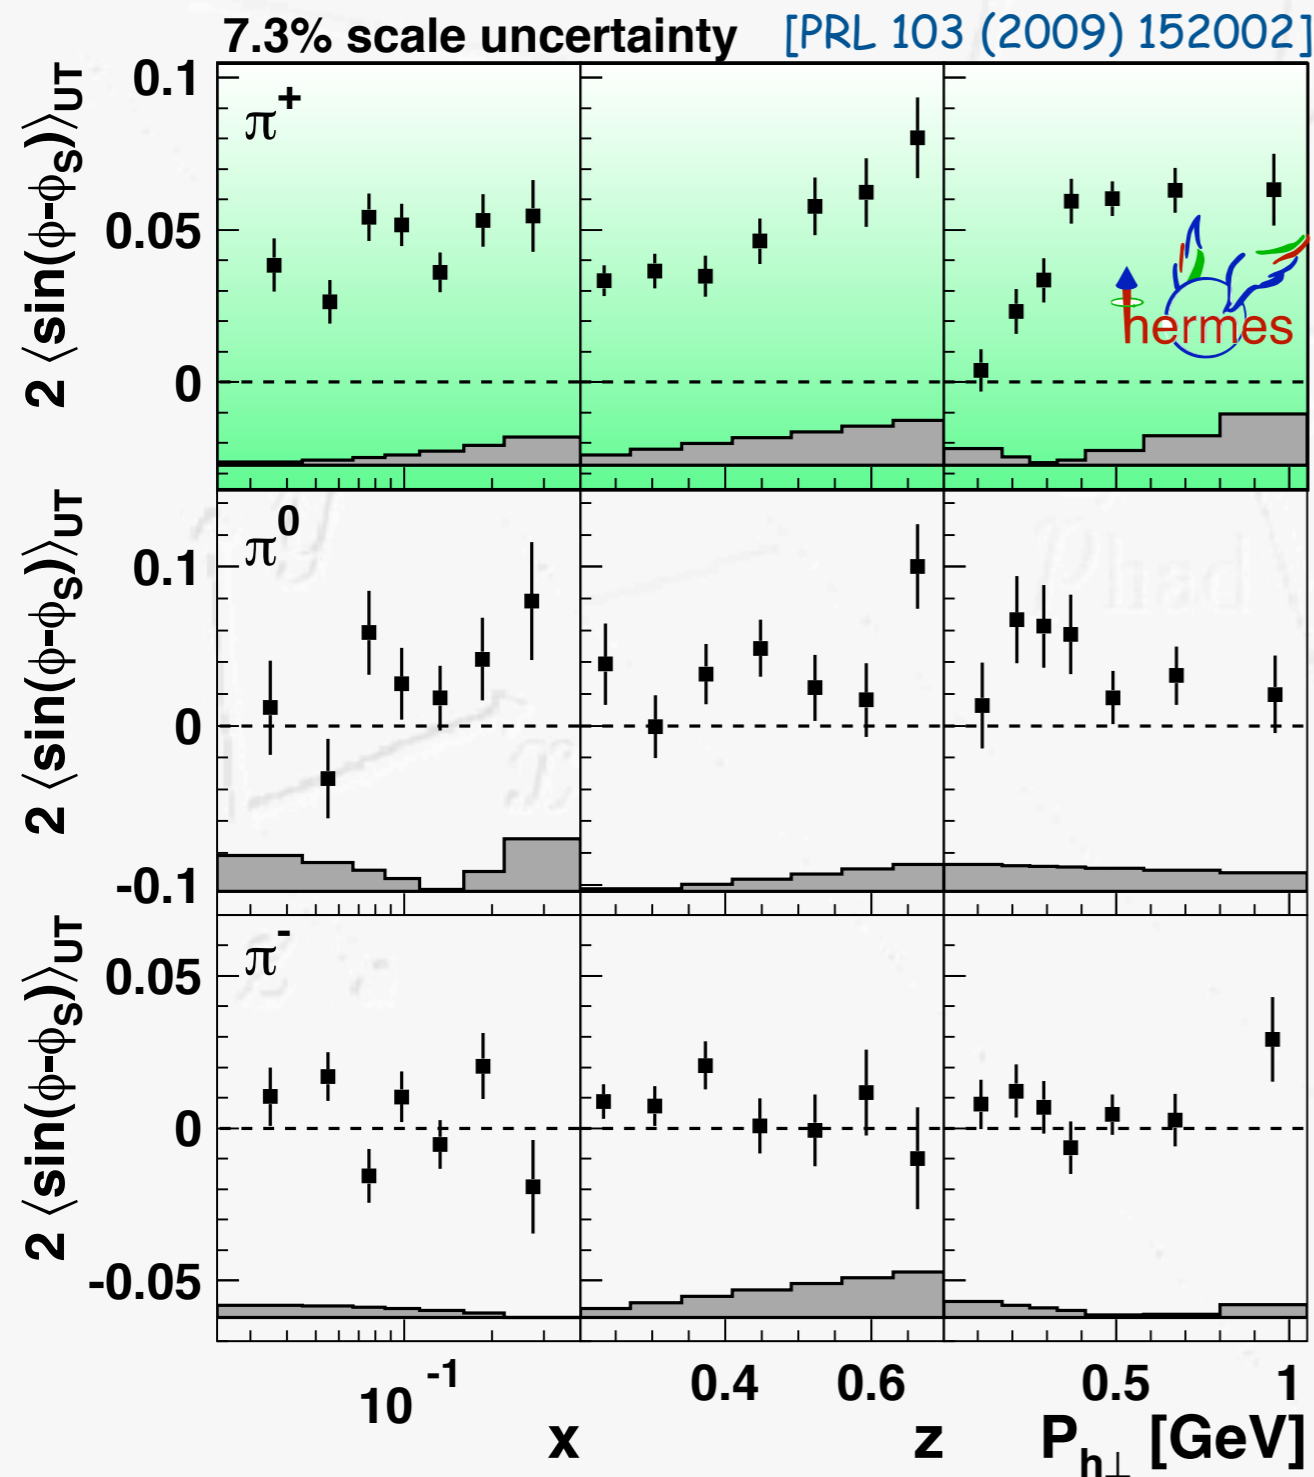 7.3% scale uncertainty [PRL 103 (2009) 152002]
2 ⟨sin(ϕ-ϕS)⟩UT
0.1
0.05
0
π+
hermes
2 ⟨sin(ϕ-ϕS)⟩UT
0.1
0
-0.1
π0
2 ⟨sin(ϕ-ϕS)⟩UT
0.05
0
-0.05
π-
10-1 0.4 0.6 0.5 1
x z Ph⊥ [GeV]